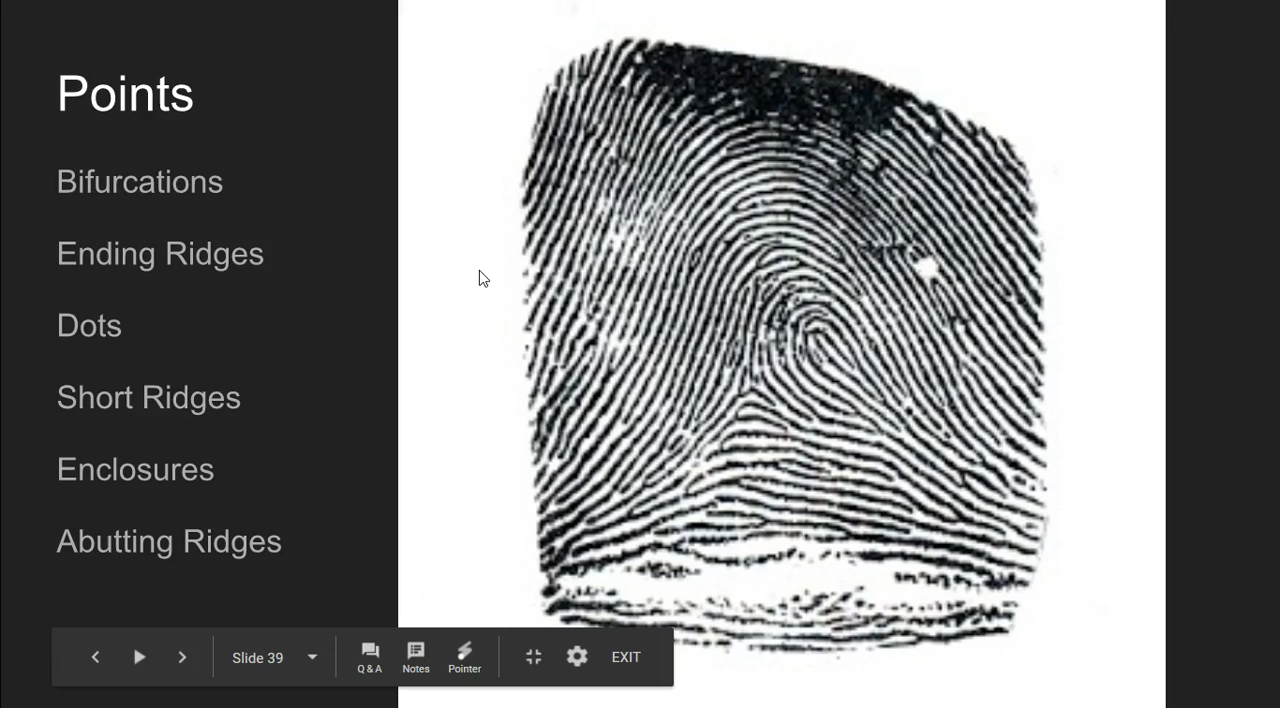 Points
Bifurcations
Ending Ridges
Dots
Short Ridges
Enclosures
Abutting Ridges
Slide 39
Q & A
Notes
Pointer
EXIT